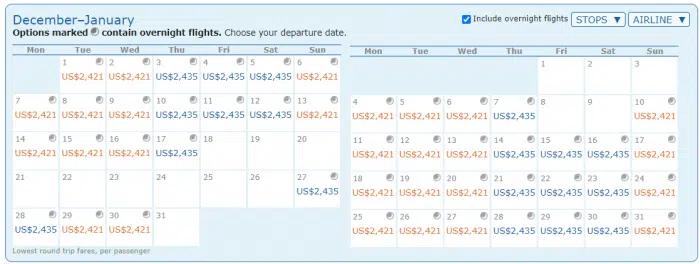 December–January
Include overnight flights STOPS ▼ AIRLINE ▼
Options marked contain overnight flights. Choose your departure date.
Mon Tue Wed Thu Fri Sat Sun
1 2 3 4 5 6
US$2,421 US$2,421 US$2,435 US$2,435 US$2,435 US$2,421
7 8 9 10 11 12 13
US$2,421 US$2,421 US$2,421 US$2,435 US$2,435 US$2,435 US$2,421
14 15 16 17 18 19 20
US$2,421 US$2,421 US$2,421 US$2,435
21 22 23 24 25 26 27
US$2,435
28 29 30 31
US$2,435 US$2,421 US$2,421
Lowest round trip fares, per passenger
Mon Tue Wed Thu Fri Sat Sun
1 2 3
4 5 6 7 8 9 10
US$2,421 US$2,421 US$2,421 US$2,435 US$2,421
11 12 13 14 15 16 17
US$2,421 US$2,421 US$2,421 US$2,435 US$2,435 US$2,435 US$2,421
18 19 20 21 22 23 24
US$2,421 US$2,421 US$2,421 US$2,435 US$2,435 US$2,435 US$2,421
25 26 27 28 29 30 31
US$2,421 US$2,421 US$2,421 US$2,435 US$2,435 US$2,435 US$2,421